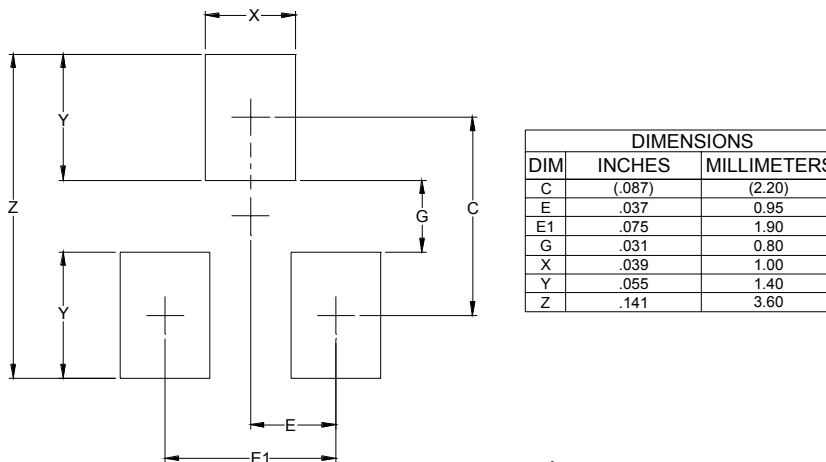 X
Y
Z
G
C
Y
E
E1
DIMENSIONS
DIM INCHES MILLIMETERS
C (.087) (2.20)
E .037 0.95
E1 .075 1.90
G .031 0.80
X .039 1.00
Y .055 1.40
Z .141 3.60